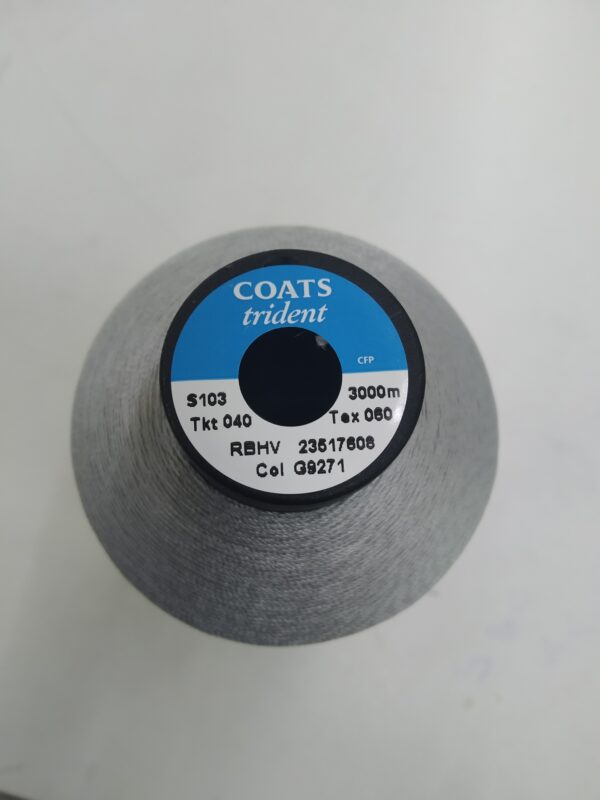 COATS
trident
CFP
S103 3000m
Tkt 040 Tex 060
RBHV 23517608
Col G9271